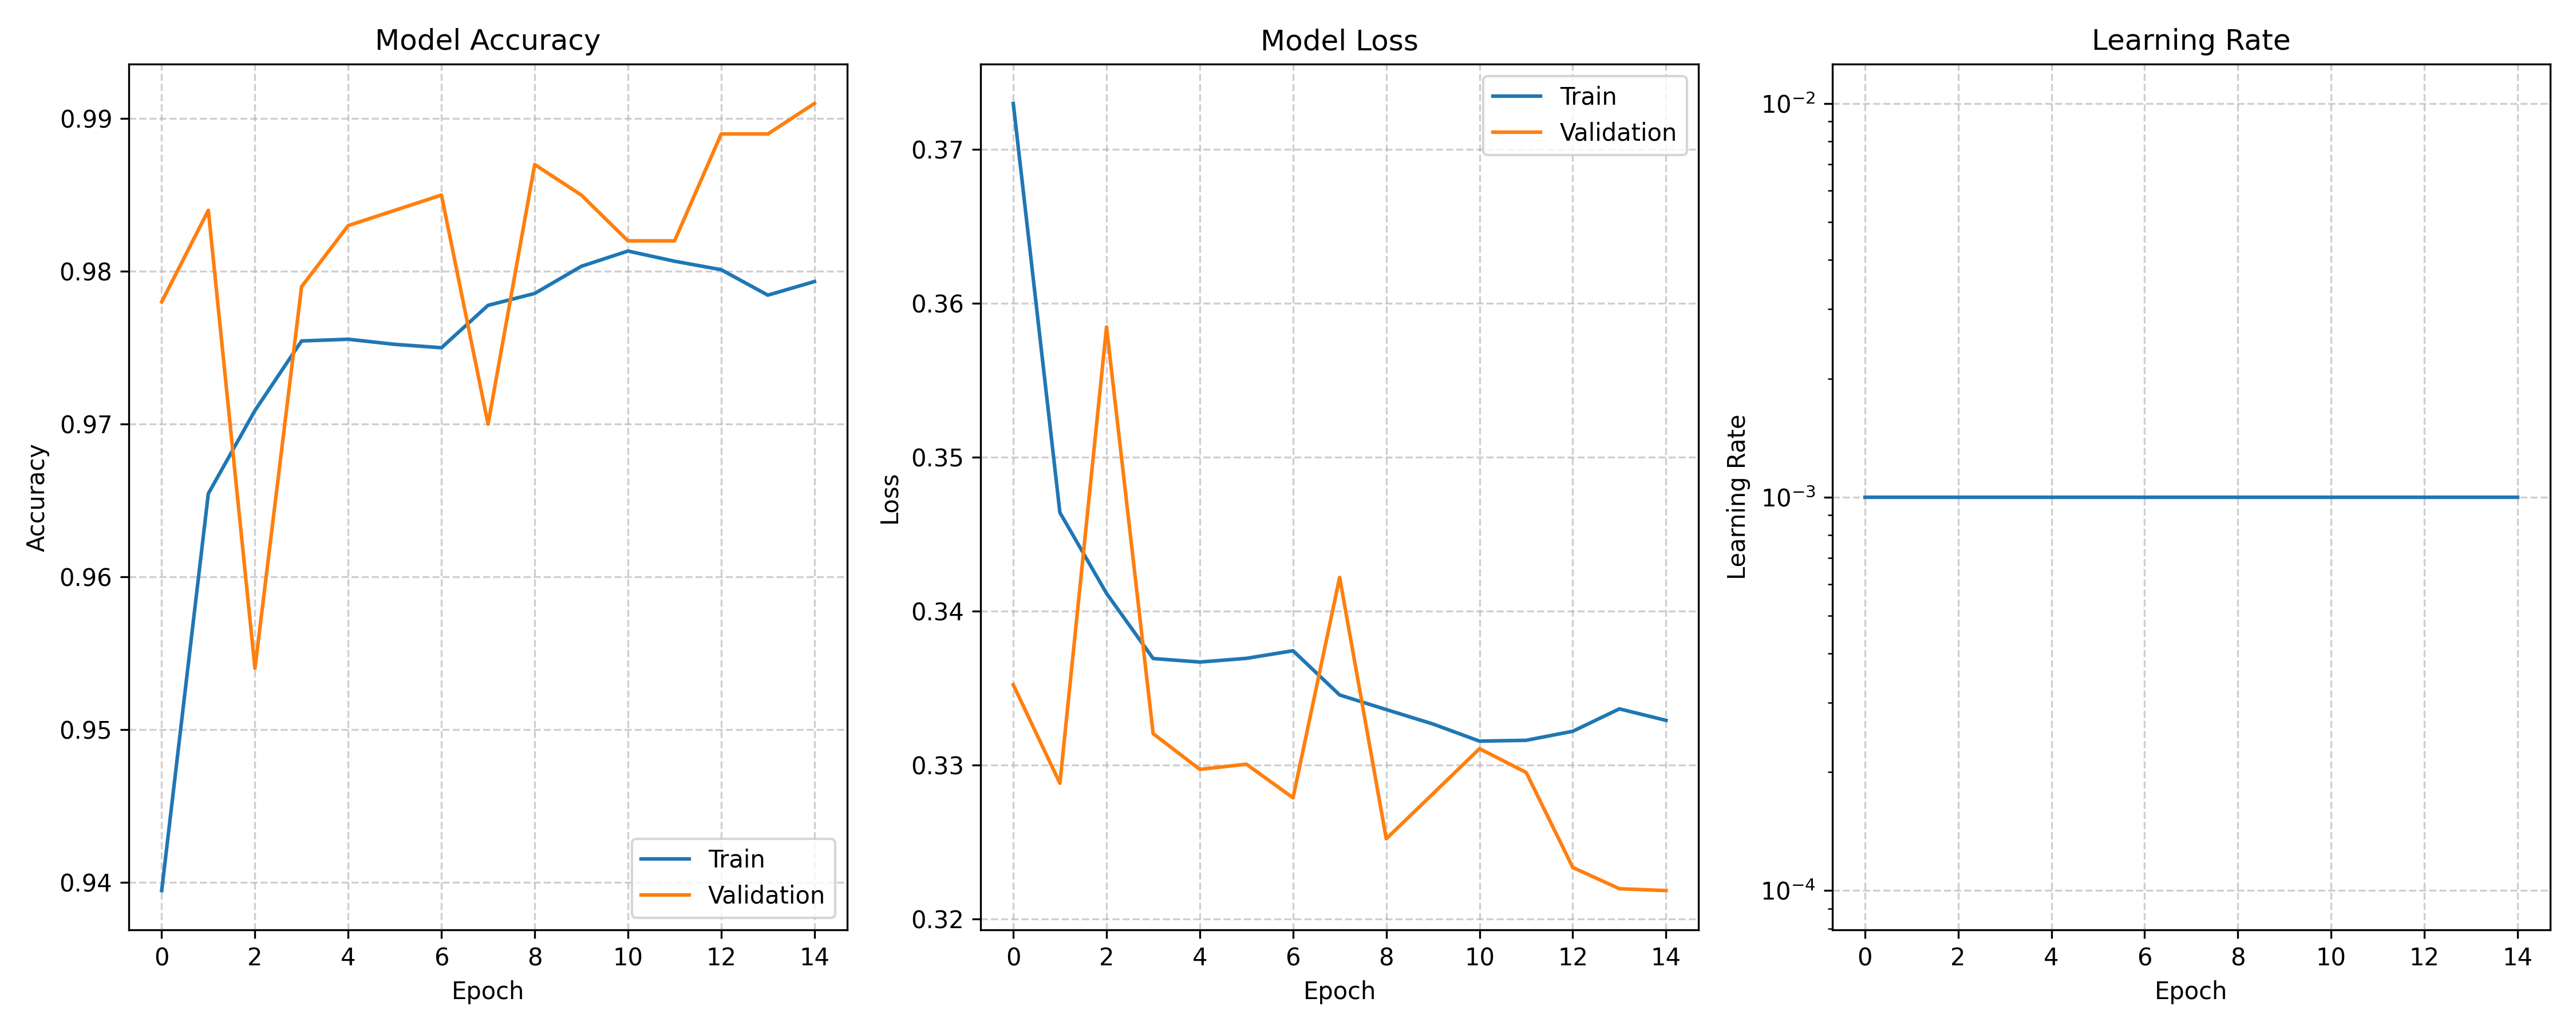 Model Accuracy
Accuracy
0.99
0.98
0.97
0.96
0.95
0.94
0 2 4 6 8 10 12 14
Epoch
Train
Validation
Model Loss
Loss
0.37
0.36
0.35
0.34
0.33
0.32
0 2 4 6 8 10 12 14
Epoch
Train
Validation
Learning Rate
Learning Rate
10⁻²
10⁻³
10⁻⁴
0 2 4 6 8 10 12 14
Epoch